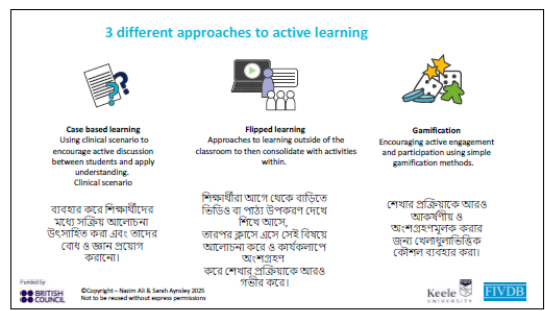 3 different approaches to active learning
Case based learning
Using clinical scenario to
encourage active discussion
between students and apply
understanding.
Clinical scenario
ব্যবহার করে শিক্ষার্থীদের
মধ্যে সক্রিয় আলোচনা
উৎসাহিত করা এবং তাদের
বোধ ও জ্ঞান প্রয়োগ
করানো।
Flipped learning
Approaches to learning outside of the
classroom to then consolidate with activities
within.
শিক্ষার্থীরা আগে থেকে বাড়িতে
ভিডিও বা পাঠ্য উপকরণ দেখে
শিখে আসে,
তারপর ক্লাসে এসে সেই বিষয়ে
আলোচনা করে ও কার্যকলাপে
অংশগ্রহণ
করে শেখার প্রক্রিয়াকে আরও
গভীর করে।
Gamification
Encouraging active engagement
and participation using simple
gamification methods.
শেখার প্রক্রিয়াকে আরও
আকর্ষণীয় ও
অংশগ্রহণমূলক করার
জন্য খেলাধুলাভিত্তিক
কৌশল ব্যবহার করা।
Funded by
BRITISH
COUNCIL
©Copyright – Nazim Ali & Sarah Aynsley 2025
Not to be reused without express permissions
Keele
UNIVERSITY
FIVDB